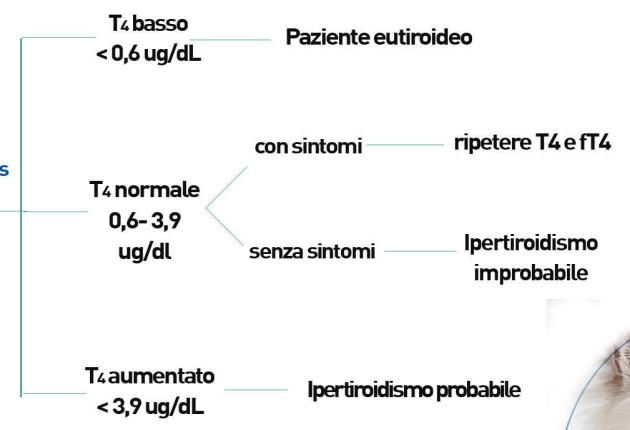 T4 basso
< 0,6 ug/dL
Paziente eutiroideo
con sintomi
ripetere T4 e fT4
s
T4 normale
0,6- 3,9
ug/dl
senza sintomi
Ipertiroidismo
improbabile
T4 aumentato
< 3,9 ug/dL
Ipertiroidismo probabile